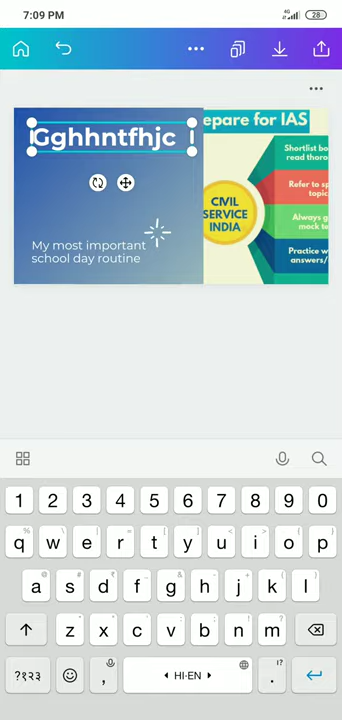 7:09 PM
4G
28
Gghhntfhjc
epare for IAS
My most important
school day routine
CIVIL
SERVICE
INDIA
Shortlist bo
read thoro
Refer to sp
topic
Always g
mock te
Practice w
answers/
1 2 3 4 5 6 7 8 9 0
q w e r t y u i o p
a s d f g h j k l
z x c v b n m
?१२३ , HI·EN .